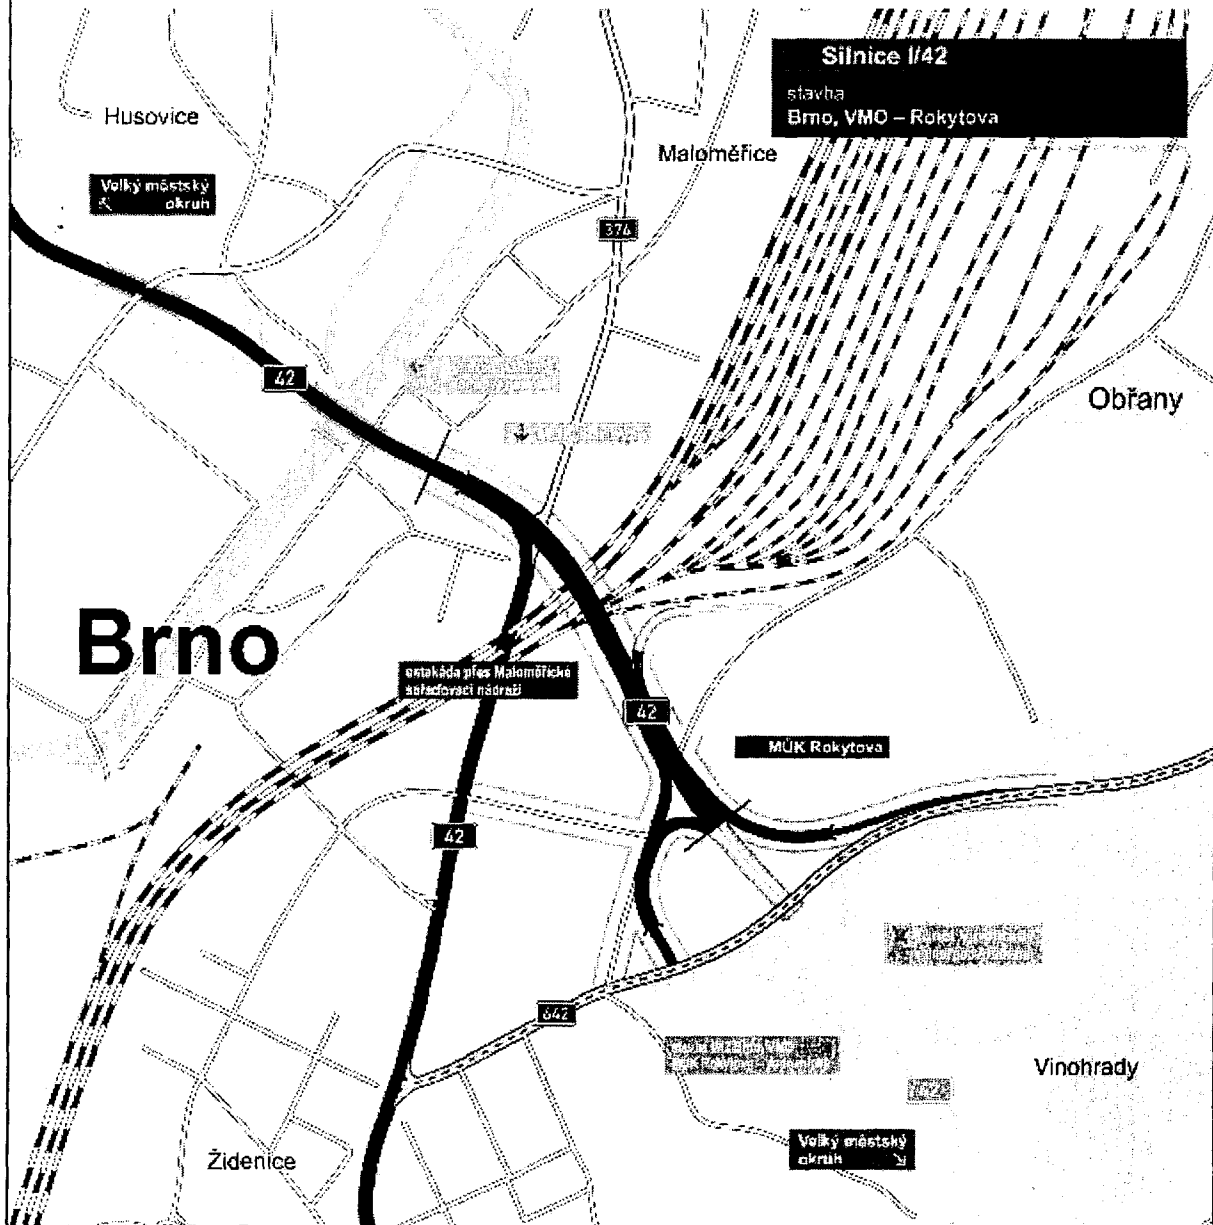 Silnice I/42
stavba
Brno, VMO – Rokytova
Husovice
Maloměřice
Velký městský
okruh
374
42
Obřany
Brno
estakáda přes Maloměřické
seřaďovací nádraží
42
MÚK Rokytova
42
642
Vinohrady
Velký městský
okruh
Židenice